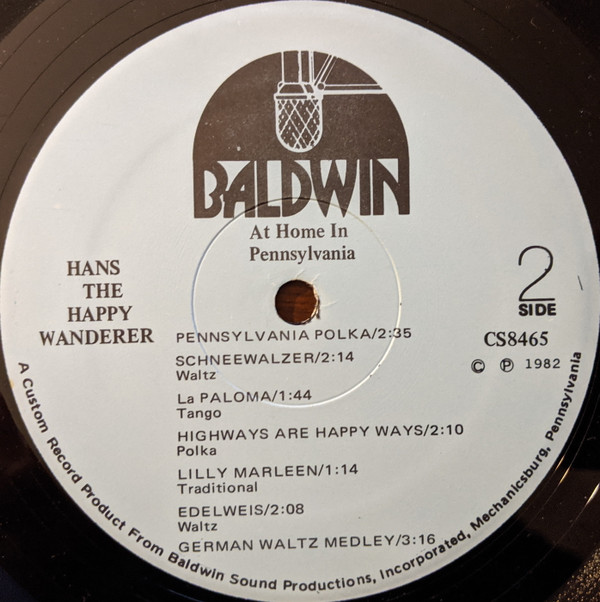 BALDWIN
At Home In
Pennsylvania
HANS
THE
HAPPY
WANDERER
2
SIDE
CS8465
© ℗ 1982
PENNSYLVANIA POLKA/2:35
SCHNEEWALZER/2:14
Waltz
La PALOMA/1:44
Tango
HIGHWAYS ARE HAPPY WAYS/2:10
Polka
LILLY MARLEEN/1:14
Traditional
EDELWEIS/2:08
Waltz
GERMAN WALTZ MEDLEY/3:16
A Custom Record Product From Baldwin Sound Productions, Incorporated, Mechanicsburg, Pennsylvania